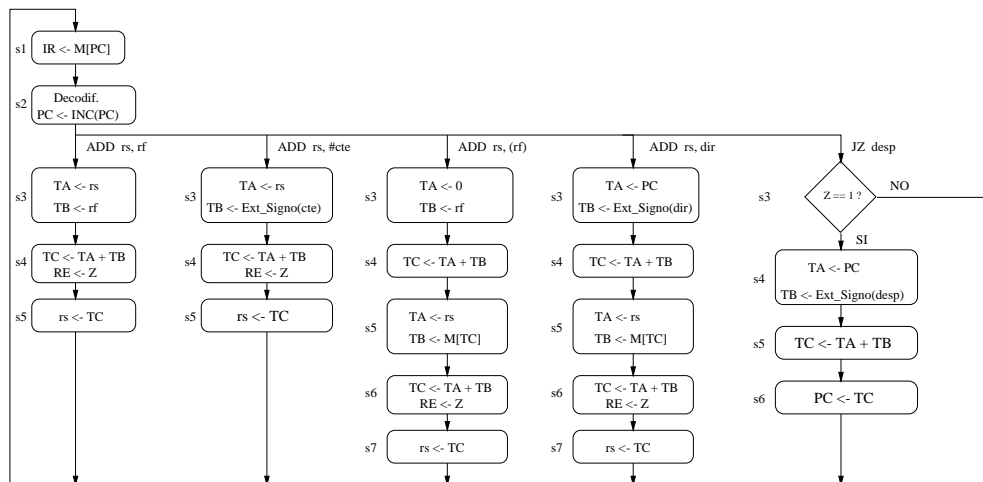 s1
IR <- M[PC]
s2
Decodif.
PC <- INC(PC)
ADD rs, rf
s3
TA <- rs
TB <- rf
s4
TC <- TA + TB
RE <- Z
s5
rs <- TC
ADD rs, #cte
s3
TA <- rs
TB <- Ext_Signo(cte)
s4
TC <- TA + TB
RE <- Z
s5
rs <- TC
ADD rs, (rf)
s3
TA <- 0
TB <- rf
s4
TC <- TA + TB
s5
TA <- rs
TB <- M[TC]
s6
TC <- TA + TB
RE <- Z
s7
rs <- TC
ADD rs, dir
s3
TA <- PC
TB <- Ext_Signo(dir)
s4
TC <- TA + TB
s5
TA <- rs
TB <- M[TC]
s6
TC <- TA + TB
RE <- Z
s7
rs <- TC
JZ desp
s3
Z == 1 ?
NO
SI
s4
TA <- PC
TB <- Ext_Signo(desp)
s5
TC <- TA + TB
s6
PC <- TC